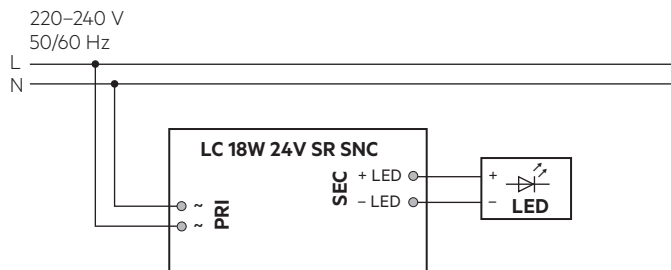 220–240 V
50/60 Hz
L
N
LC 18W 24V SR SNC
~
~
PRI
SEC
+ LED
– LED
+
–
LED